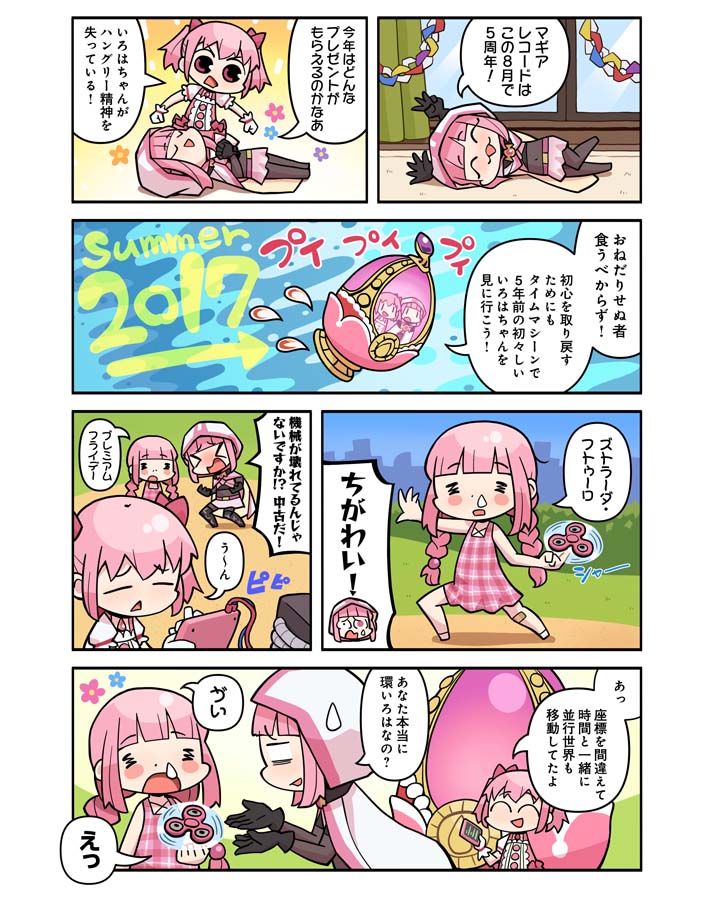 マギア
レコードは
この8月で
5周年!
今年はどんな
プレゼントが
もらえるのかなあ
いろはちゃんが
ハングリー精神を
失っている!
おねだりせぬ者
食うべからず!
初心を取り戻す
ためにも
タイムマシーンで
5年前の初々しい
いろはちゃんを
見に行こう!
プイ プイプイ プィ
Summer
2017
ズトラーダ・
フトゥーロ
シャー
ちがわい!
機械が壊れてるんじゃ
ないですか!? 中古だ!
プレミアム
フライデー
う〜ん
ピピ
あっ
座標を間違えて
時間と一緒に
並行世界も
移動してたよ
あなた本当に
環いろはなの?
がい
えっ